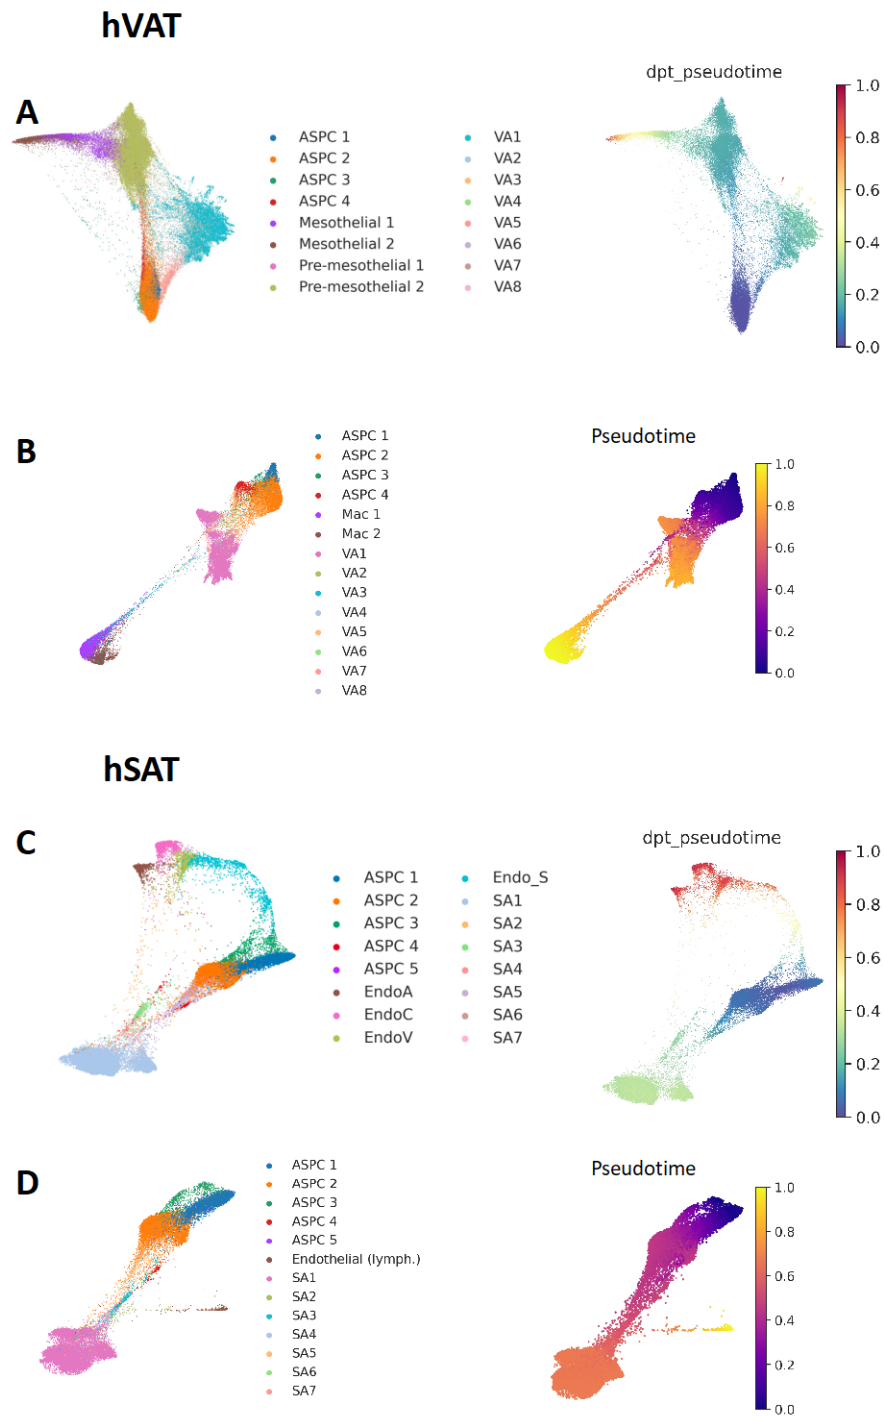 hVAT
A
ASPC 1
ASPC 2
ASPC 3
ASPC 4
Mesothelial 1
Mesothelial 2
Pre-mesothelial 1
Pre-mesothelial 2
VA1
VA2
VA3
VA4
VA5
VA6
VA7
VA8
dpt_pseudotime
1.0
0.8
0.6
0.4
0.2
0.0
B
ASPC 1
ASPC 2
ASPC 3
ASPC 4
Mac 1
Mac 2
VA1
VA2
VA3
VA4
VA5
VA6
VA7
VA8
Pseudotime
1.0
0.8
0.6
0.4
0.2
0.0
hSAT
C
ASPC 1
ASPC 2
ASPC 3
ASPC 4
ASPC 5
EndoA
EndoC
EndoV
Endo_S
SA1
SA2
SA3
SA4
SA5
SA6
SA7
dpt_pseudotime
1.0
0.8
0.6
0.4
0.2
0.0
D
ASPC 1
ASPC 2
ASPC 3
ASPC 4
ASPC 5
Endothelial (lymph.)
SA1
SA2
SA3
SA4
SA5
SA6
SA7
Pseudotime
1.0
0.8
0.6
0.4
0.2
0.0